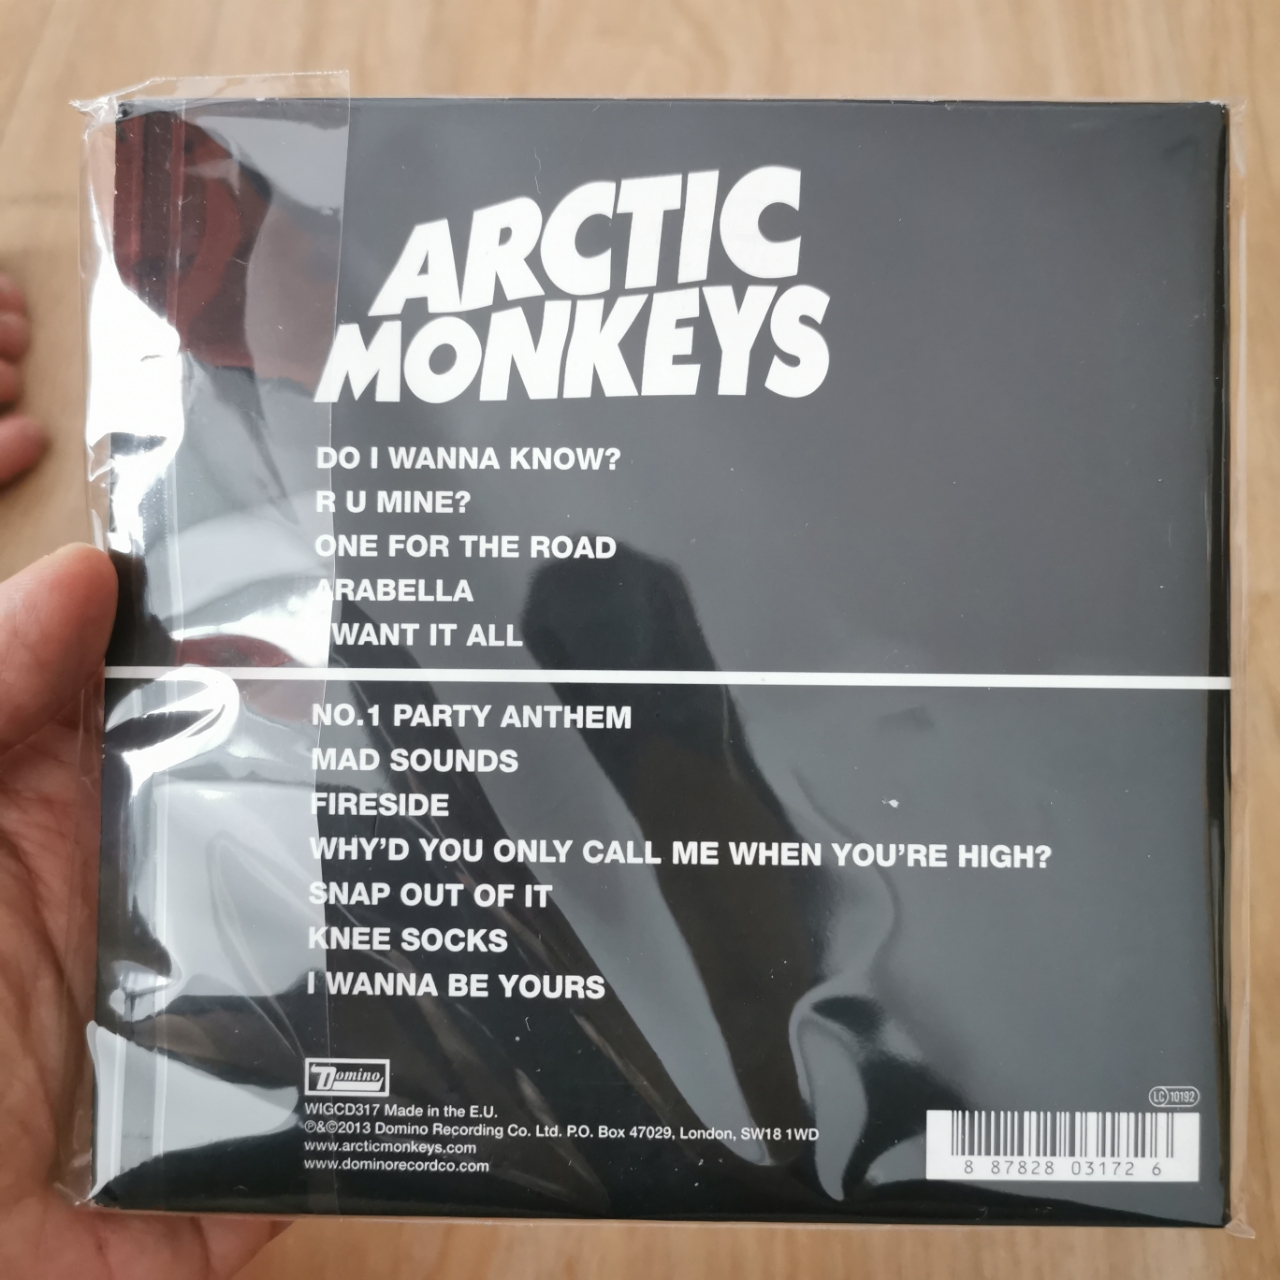 ARCTIC
MONKEYS
DO I WANNA KNOW?
R U MINE?
ONE FOR THE ROAD
ARABELLA
I WANT IT ALL
NO.1 PARTY ANTHEM
MAD SOUNDS
FIRESIDE
WHY'D YOU ONLY CALL ME WHEN YOU'RE HIGH?
SNAP OUT OF IT
KNEE SOCKS
I WANNA BE YOURS
Domino
WIGCD317 Made in the E.U.
℗&©2013 Domino Recording Co. Ltd. P.O. Box 47029, London, SW18 1WD
www.arcticmonkeys.com
www.dominorecordco.com
LC 10192
8 87828 03172 6